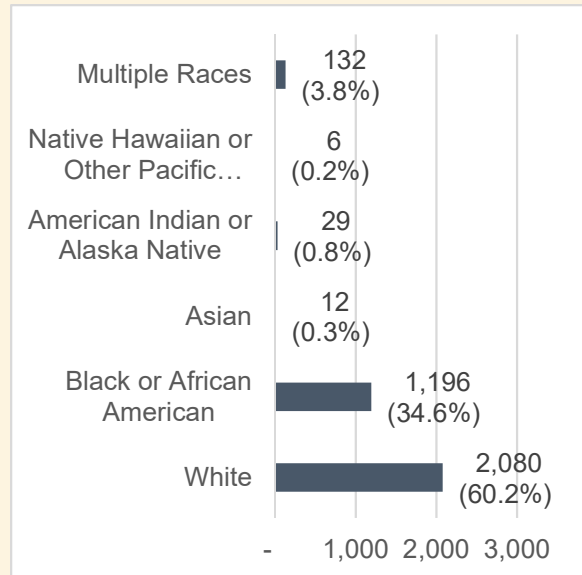 Multiple Races
132
(3.8%)
Native Hawaiian or
Other Pacific…
6
(0.2%)
American Indian or
Alaska Native
29
(0.8%)
Asian
12
(0.3%)
Black or African
American
1,196
(34.6%)
White
2,080
(60.2%)
- 1,000 2,000 3,000